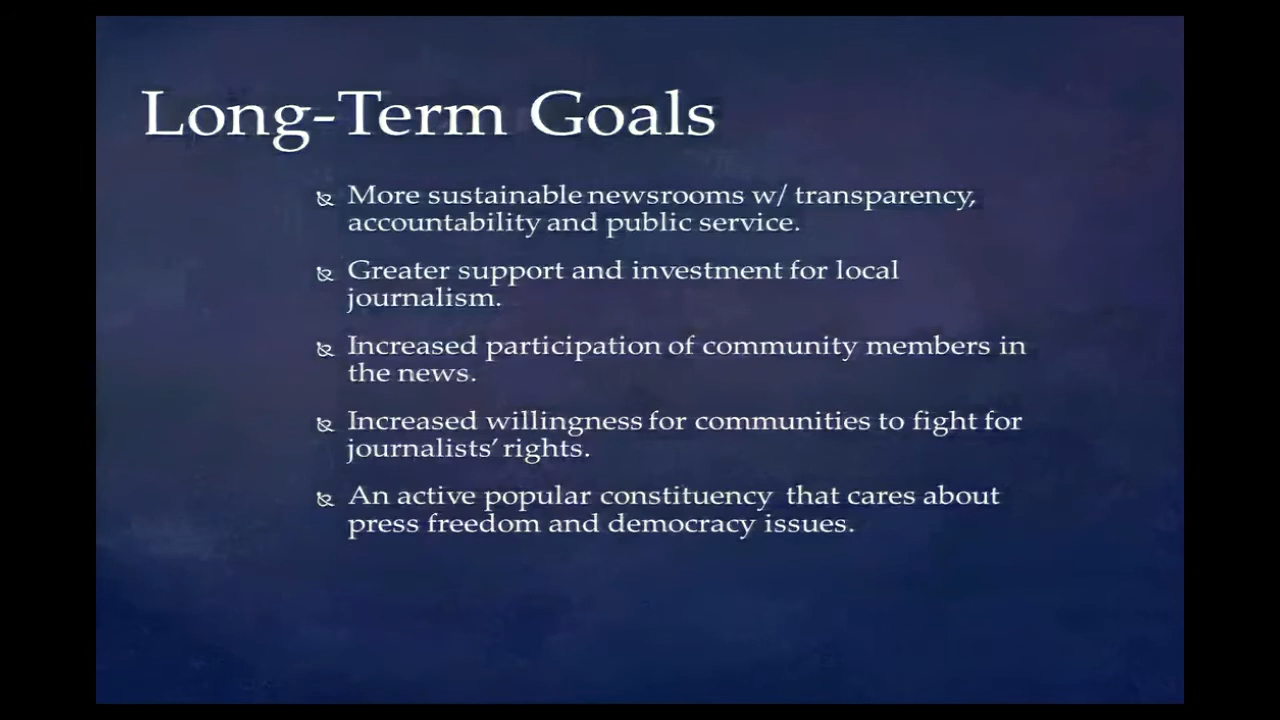 Long-Term Goals
More sustainable newsrooms w/ transparency,
accountability and public service.
Greater support and investment for local
journalism.
Increased participation of community members in
the news.
Increased willingness for communities to fight for
journalists’ rights.
An active popular constituency that cares about
press freedom and democracy issues.